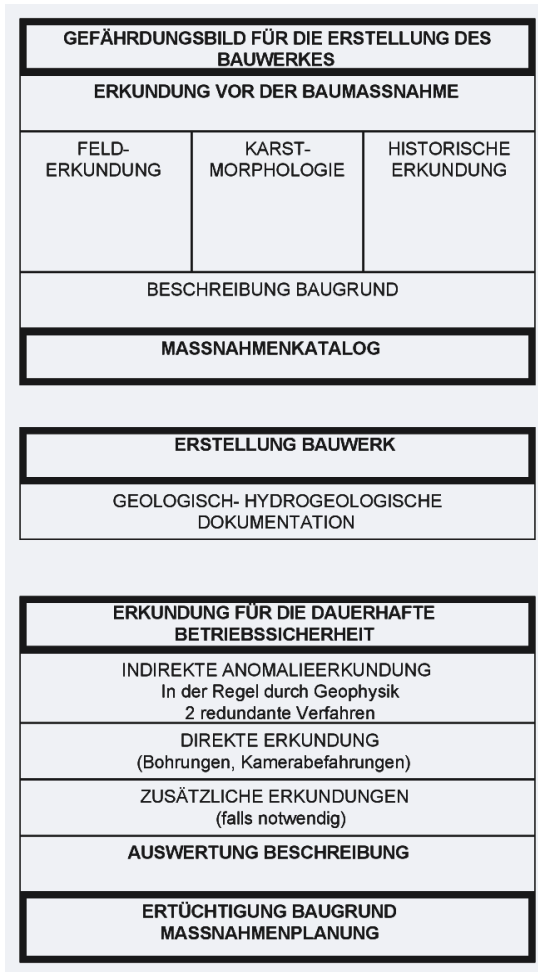 GEFÄHRDUNGSBILD FÜR DIE ERSTELLUNG DES
BAUWERKES
ERKUNDUNG VOR DER BAUMASSNAHME
FELD-
ERKUNDUNG
KARST-
MORPHOLOGIE
HISTORISCHE
ERKUNDUNG
BESCHREIBUNG BAUGRUND
MASSNAHMENKATALOG
ERSTELLUNG BAUWERK
GEOLOGISCH- HYDROGEOLOGISCHE
DOKUMENTATION
ERKUNDUNG FÜR DIE DAUERHAFTE
BETRIEBSSICHERHEIT
INDIREKTE ANOMALIEERKUNDUNG
In der Regel durch Geophysik
2 redundante Verfahren
DIREKTE ERKUNDUNG
(Bohrungen, Kamerabefahrungen)
ZUSÄTZLICHE ERKUNDUNGEN
(falls notwendig)
AUSWERTUNG BESCHREIBUNG
ERTÜCHTIGUNG BAUGRUND
MASSNAHMENPLANUNG